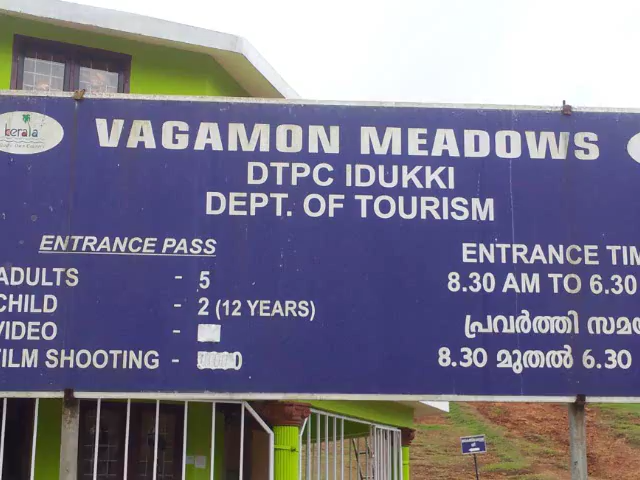 kerala
VAGAMON MEADOWS
DTPC IDUKKI
DEPT. OF TOURISM
ENTRANCE PASS
ADULTS - 5
CHILD - 2 (12 YEARS)
VIDEO -
FILM SHOOTING -
ENTRANCE TIM
8.30 AM TO 6.30
പ്രവർത്തി സമയ
8.30 മുതൽ 6.30